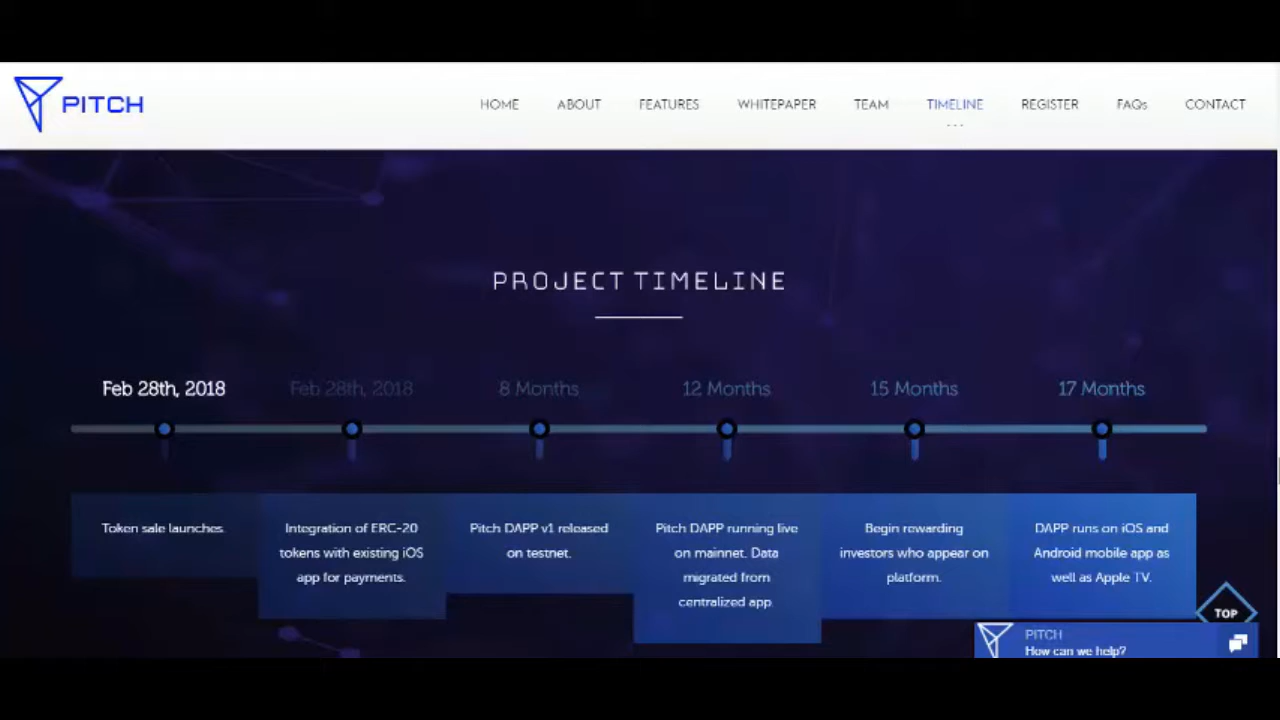 PITCH
HOME ABOUT FEATURES WHITEPAPER TEAM TIMELINE REGISTER FAQs CONTACT
PROJECT TIMELINE
Feb 28th, 2018 Feb 28th, 2018 8 Months 12 Months 15 Months 17 Months
Token sale launches.
Integration of ERC-20
tokens with existing iOS
app for payments.
Pitch DAPP v1 released
on testnet.
Pitch DAPP running live
on mainnet. Data
migrated from
centralized app.
Begin rewarding
investors who appear on
platform.
DAPP runs on iOS and
Android mobile app as
well as Apple TV.
TOP
PITCH
How can we help?